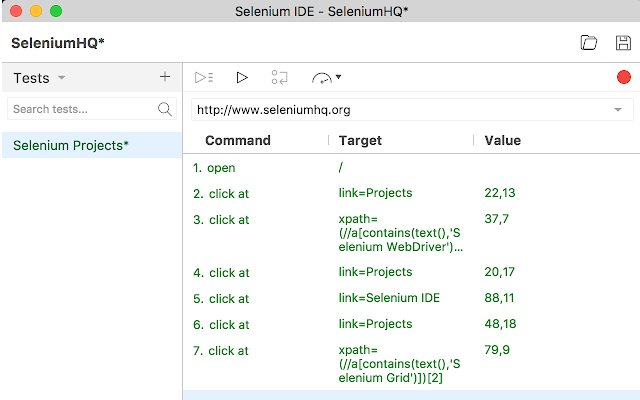 Selenium IDE - SeleniumHQ*
SeleniumHQ*
Tests
Search tests...
Selenium Projects*
http://www.seleniumhq.org
Command Target Value
1. open /
2. click at link=Projects 22,13
3. click at xpath= 37,7
(//a[contains(text(),'S
elenium WebDriver')...
4. click at link=Projects 20,17
5. click at link=Selenium IDE 88,11
6. click at link=Projects 48,18
7. click at xpath= 79,9
(//a[contains(text(),'S
elenium Grid')])[2]